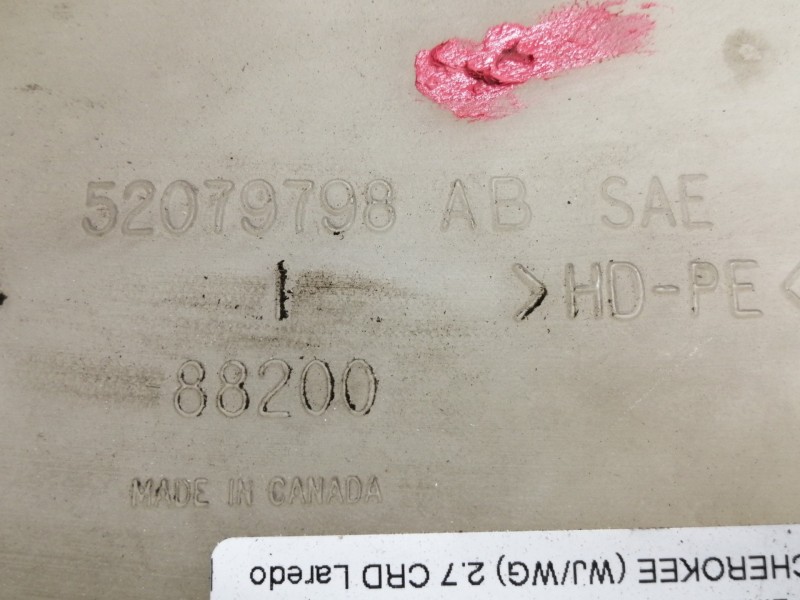 52079798 AB SAE
I >HD-PE<
88200
MADE IN CANADA
CHEROKEE (WJ/WG) 2.7 CRD Laredo